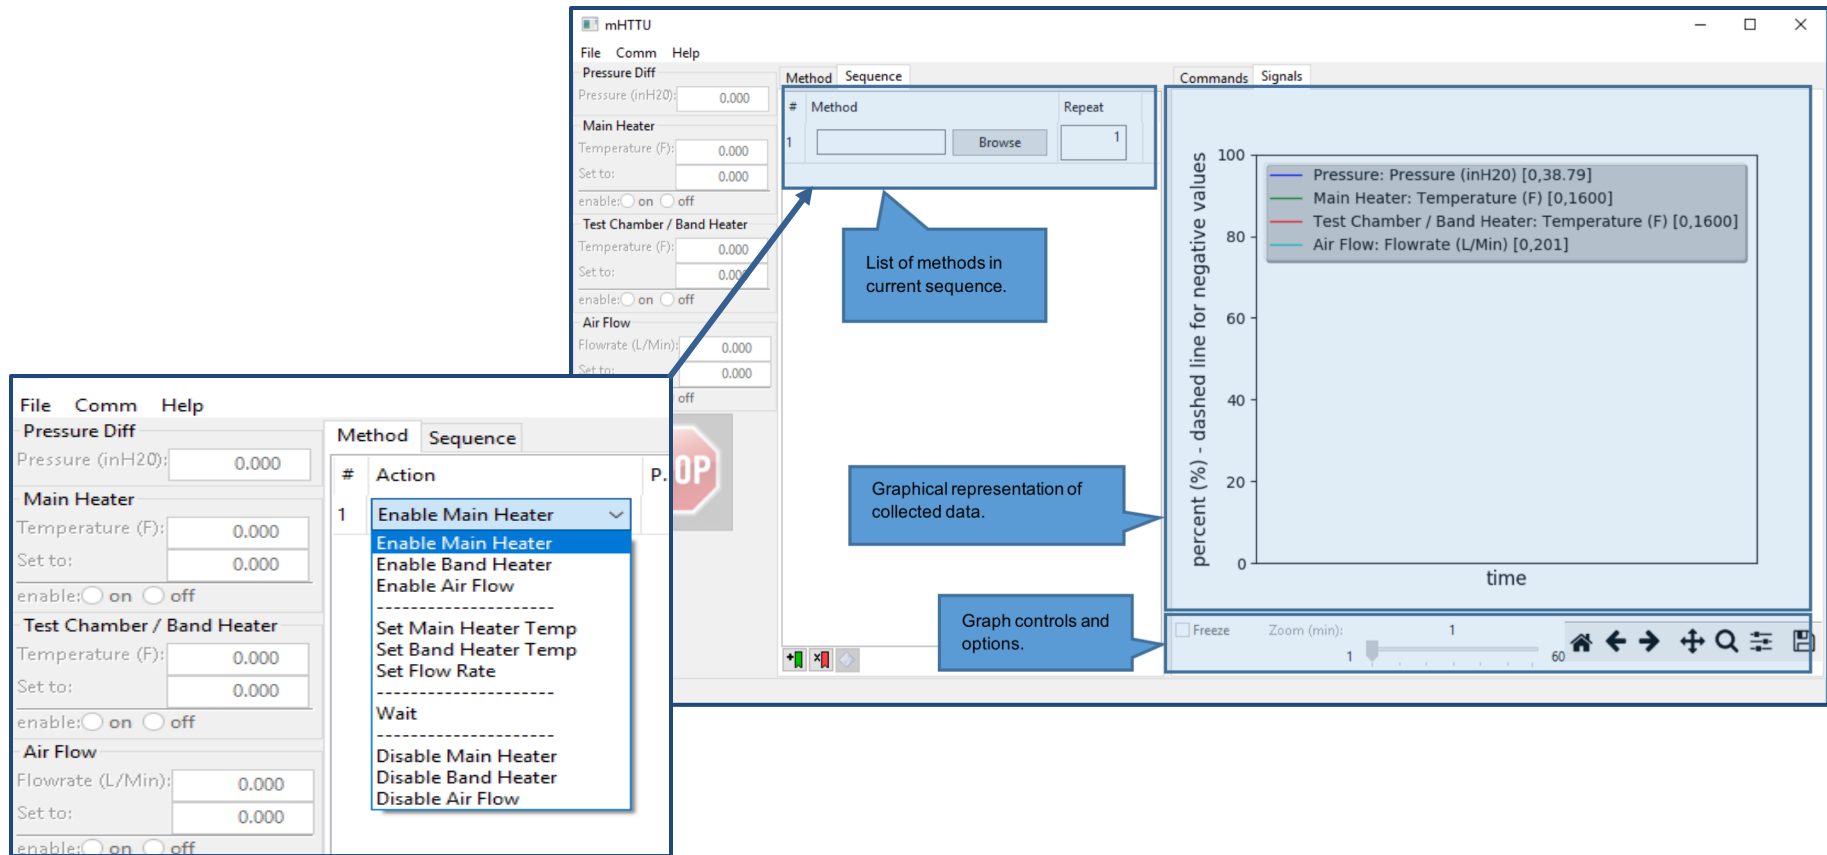 mHTTU
File Comm Help
Pressure Diff
Pressure (inH20): 0.000
Main Heater
Temperature (F): 0.000
Set to: 0.000
enable: on off
Test Chamber / Band Heater
Temperature (F): 0.000
Set to: 0.000
enable: on off
Air Flow
Flowrate (L/Min): 0.000
Set to: 0.000
off
OP
Method Sequence
# Method Repeat
1 Browse 1
List of methods in
current sequence.
Graphical representation of
collected data.
Graph controls and
options.
Commands Signals
percent (%) - dashed line for negative values
100
80
60
40
20
0
Pressure: Pressure (inH20) [0,38.79]
Main Heater: Temperature (F) [0,1600]
Test Chamber / Band Heater: Temperature (F) [0,1600]
Air Flow: Flowrate (L/Min) [0,201]
time
Freeze Zoom (min): 1
1 60
File Comm Help
Pressure Diff
Pressure (inH20): 0.000
Main Heater
Temperature (F): 0.000
Set to: 0.000
enable: on off
Test Chamber / Band Heater
Temperature (F): 0.000
Set to: 0.000
enable: on off
Air Flow
Flowrate (L/Min): 0.000
Set to: 0.000
enable: on off
Method Sequence
# Action P.
1 Enable Main Heater
Enable Main Heater
Enable Band Heater
Enable Air Flow
---------------------
Set Main Heater Temp
Set Band Heater Temp
Set Flow Rate
---------------------
Wait
---------------------
Disable Main Heater
Disable Band Heater
Disable Air Flow